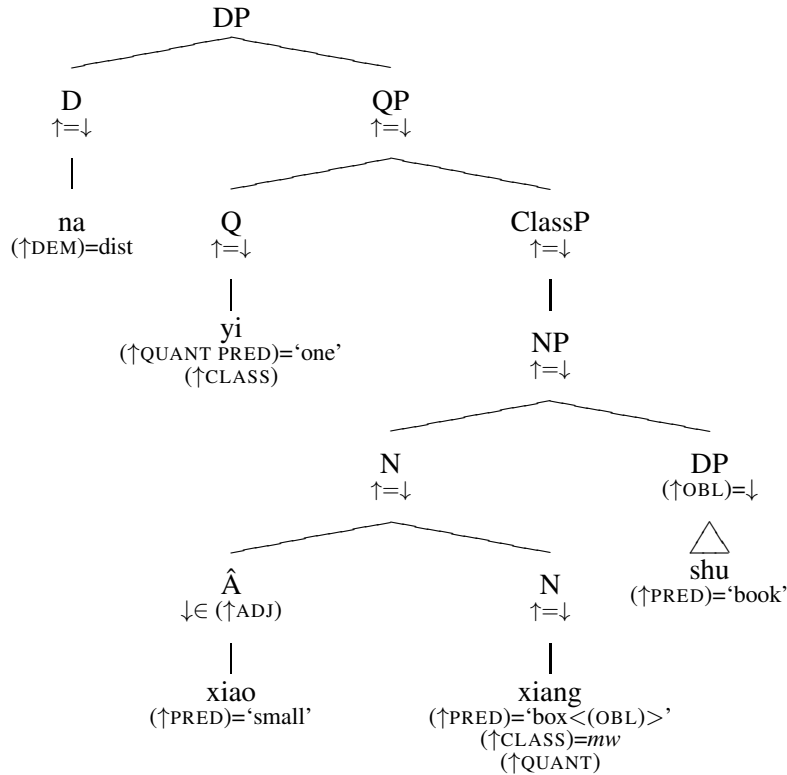 DP
D QP
↑=↓ ↑=↓
na Q ClassP
(↑DEM)=dist ↑=↓ ↑=↓
yi
(↑QUANT PRED)=‘one’ NP
(↑CLASS) ↑=↓
N DP
↑=↓ (↑OBL)=↓
Â N shu
↓∈ (↑ADJ) ↑=↓ (↑PRED)=‘book’
xiao xiang
(↑PRED)=‘small’ (↑PRED)=‘box<(OBL)>’
(↑CLASS)=mw
(↑QUANT)